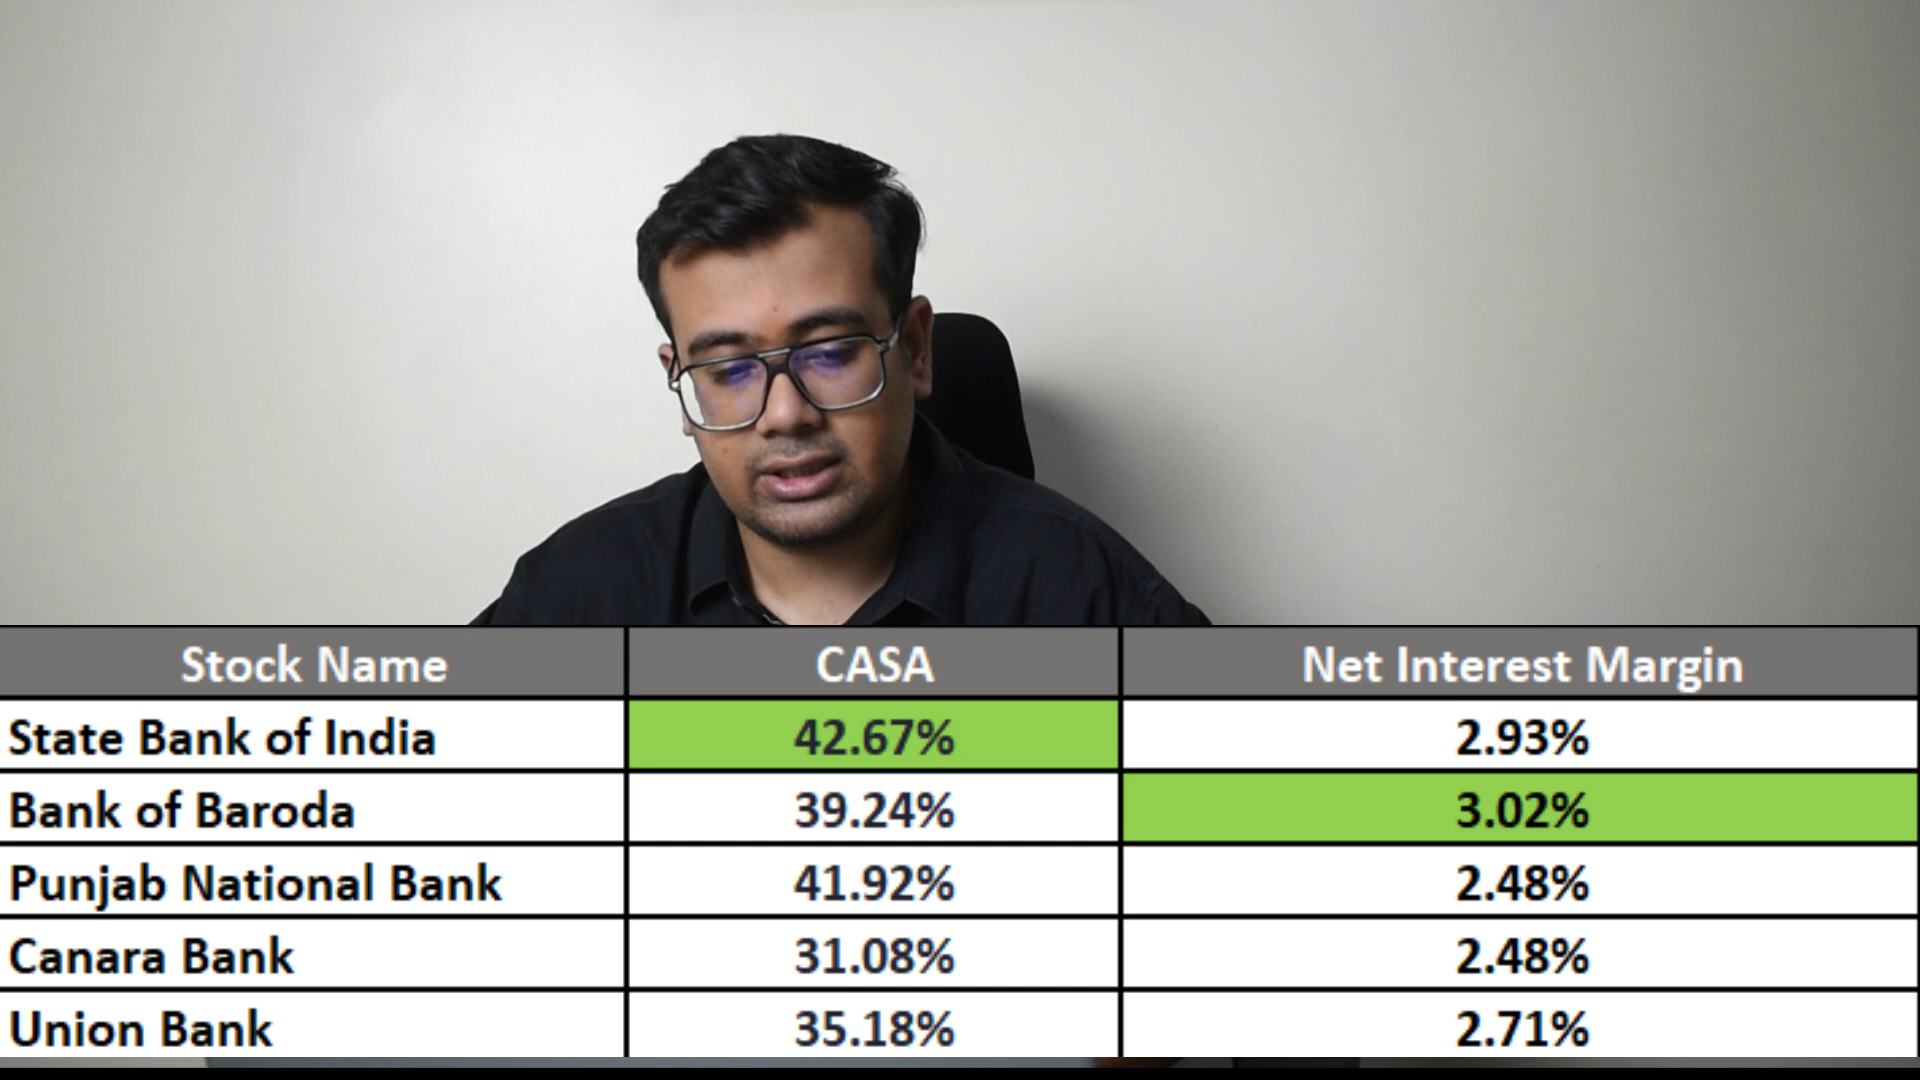 Stock Name CASA Net Interest Margin
State Bank of India 42.67% 2.93%
Bank of Baroda 39.24% 3.02%
Punjab National Bank 41.92% 2.48%
Canara Bank 31.08% 2.48%
Union Bank 35.18% 2.71%